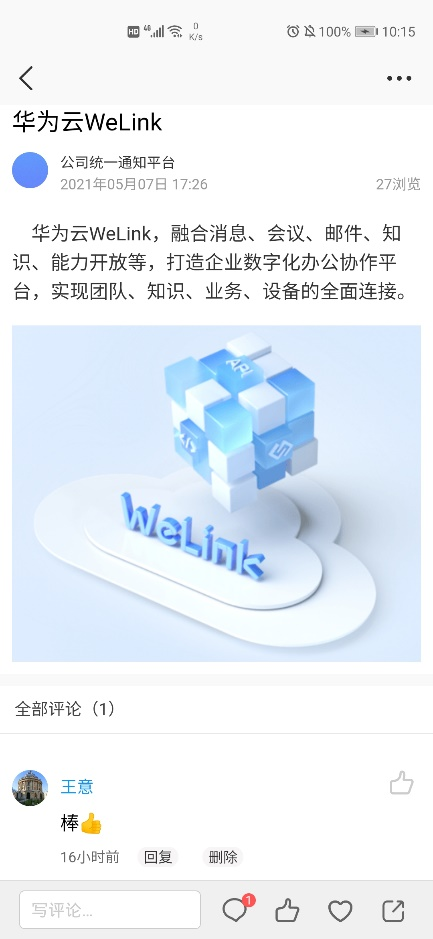 HD 4G 0 K/s 100% 10:15
华为云WeLink
公司统一通知平台
2021年05月07日 17:26 27浏览
华为云WeLink，融合消息、会议、邮件、知
识、能力开放等，打造企业数字化办公协作平
台，实现团队、知识、业务、设备的全面连接。
API
</>
WeLink
全部评论（1）
王意
棒👍
16小时前 回复 删除
写评论... 1